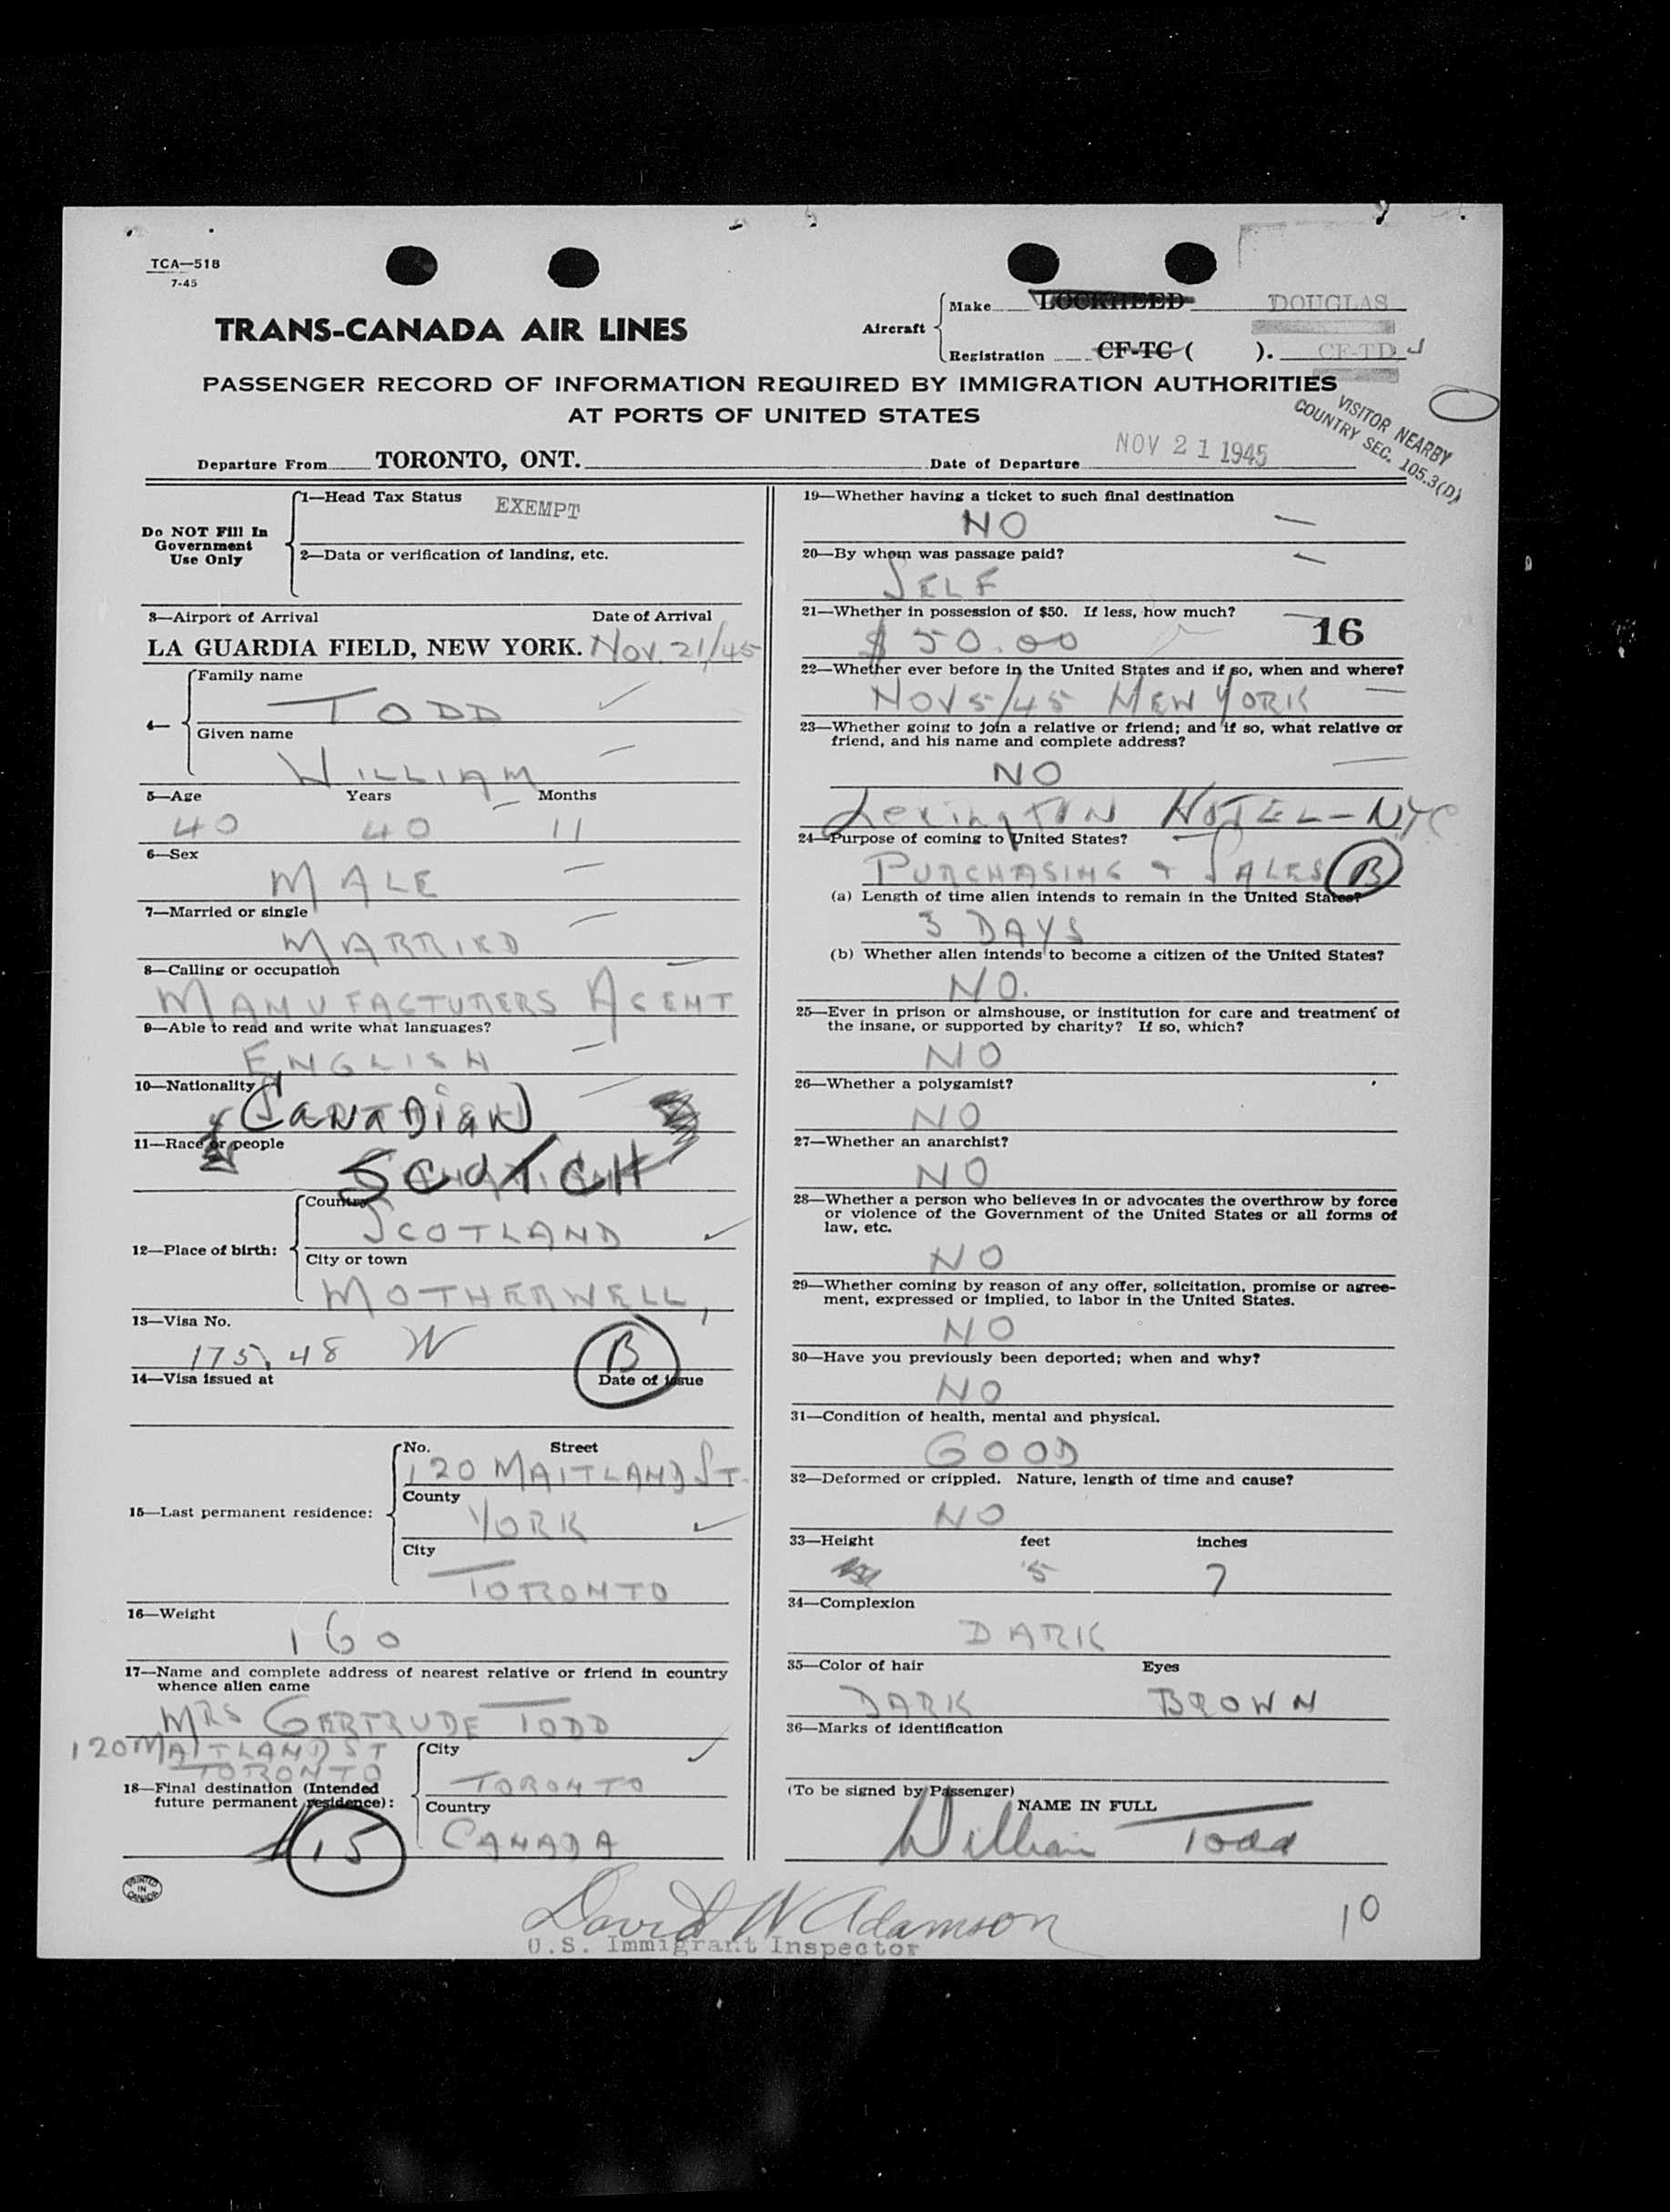 TCA—518
7-45
TRANS-CANADA AIR LINES
Aircraft
Make LOCKHEED DOUGLAS
Registration CF-TC ( ). CF-TD J
PASSENGER RECORD OF INFORMATION REQUIRED BY IMMIGRATION AUTHORITIES
AT PORTS OF UNITED STATES
VISITOR NEARBY
COUNTRY SEC. 105.3(D)
Departure From TORONTO, ONT. Date of Departure NOV 21 1945
Do NOT Fill In
Government
Use Only
1—Head Tax Status EXEMPT
2—Data or verification of landing, etc.
3—Airport of Arrival Date of Arrival
LA GUARDIA FIELD, NEW YORK. NOV. 21/45
4—
Family name
TODD
Given name
WILLIAM
5—Age Years Months
40 40 11
6—Sex
MALE
7—Married or single
MARRIED
8—Calling or occupation
MANUFACTURERS AGENT
9—Able to read and write what languages?
ENGLISH
10—Nationality
CANADIAN
11—Race or people
SCOTCH
12—Place of birth:
Country
SCOTLAND
City or town
MOTHERWELL,
13—Visa No.
175.48 W B
14—Visa issued at Date of issue
15—Last permanent residence:
No. Street
120 MAITLAND ST.
County
YORK
City
TORONTO
16—Weight
160
17—Name and complete address of nearest relative or friend in country
whence alien came
MRS GERTRUDE TODD
120 MAITLAND ST
TORONTO
18—Final destination (Intended
future permanent residence):
City
TORONTO
Country
CANADA
15
PRINTED
IN
CANADA
19—Whether having a ticket to such final destination
NO
20—By whom was passage paid?
SELF
21—Whether in possession of $50. If less, how much?
$50.00 16
22—Whether ever before in the United States and if so, when and where?
NOV 5/45 NEW YORK
23—Whether going to join a relative or friend; and if so, what relative or
friend, and his name and complete address?
NO
Lexington HOTEL—NYC
24—Purpose of coming to United States?
PURCHASING & SALES B
(a) Length of time alien intends to remain in the United States?
3 DAYS
(b) Whether alien intends to become a citizen of the United States?
NO.
25—Ever in prison or almshouse, or institution for care and treatment of
the insane, or supported by charity? If so, which?
NO
26—Whether a polygamist?
NO
27—Whether an anarchist?
NO
28—Whether a person who believes in or advocates the overthrow by force
or violence of the Government of the United States or all forms of
law, etc.
NO
29—Whether coming by reason of any offer, solicitation, promise or agree-
ment, expressed or implied, to labor in the United States.
NO
30—Have you previously been deported; when and why?
NO
31—Condition of health, mental and physical.
GOOD
32—Deformed or crippled. Nature, length of time and cause?
NO
33—Height feet inches
5 7
34—Complexion
DARK
35—Color of hair Eyes
DARK BROWN
36—Marks of identification
(To be signed by Passenger)
NAME IN FULL
William Todd
David W Adamson
U.S. Immigrant Inspector
10